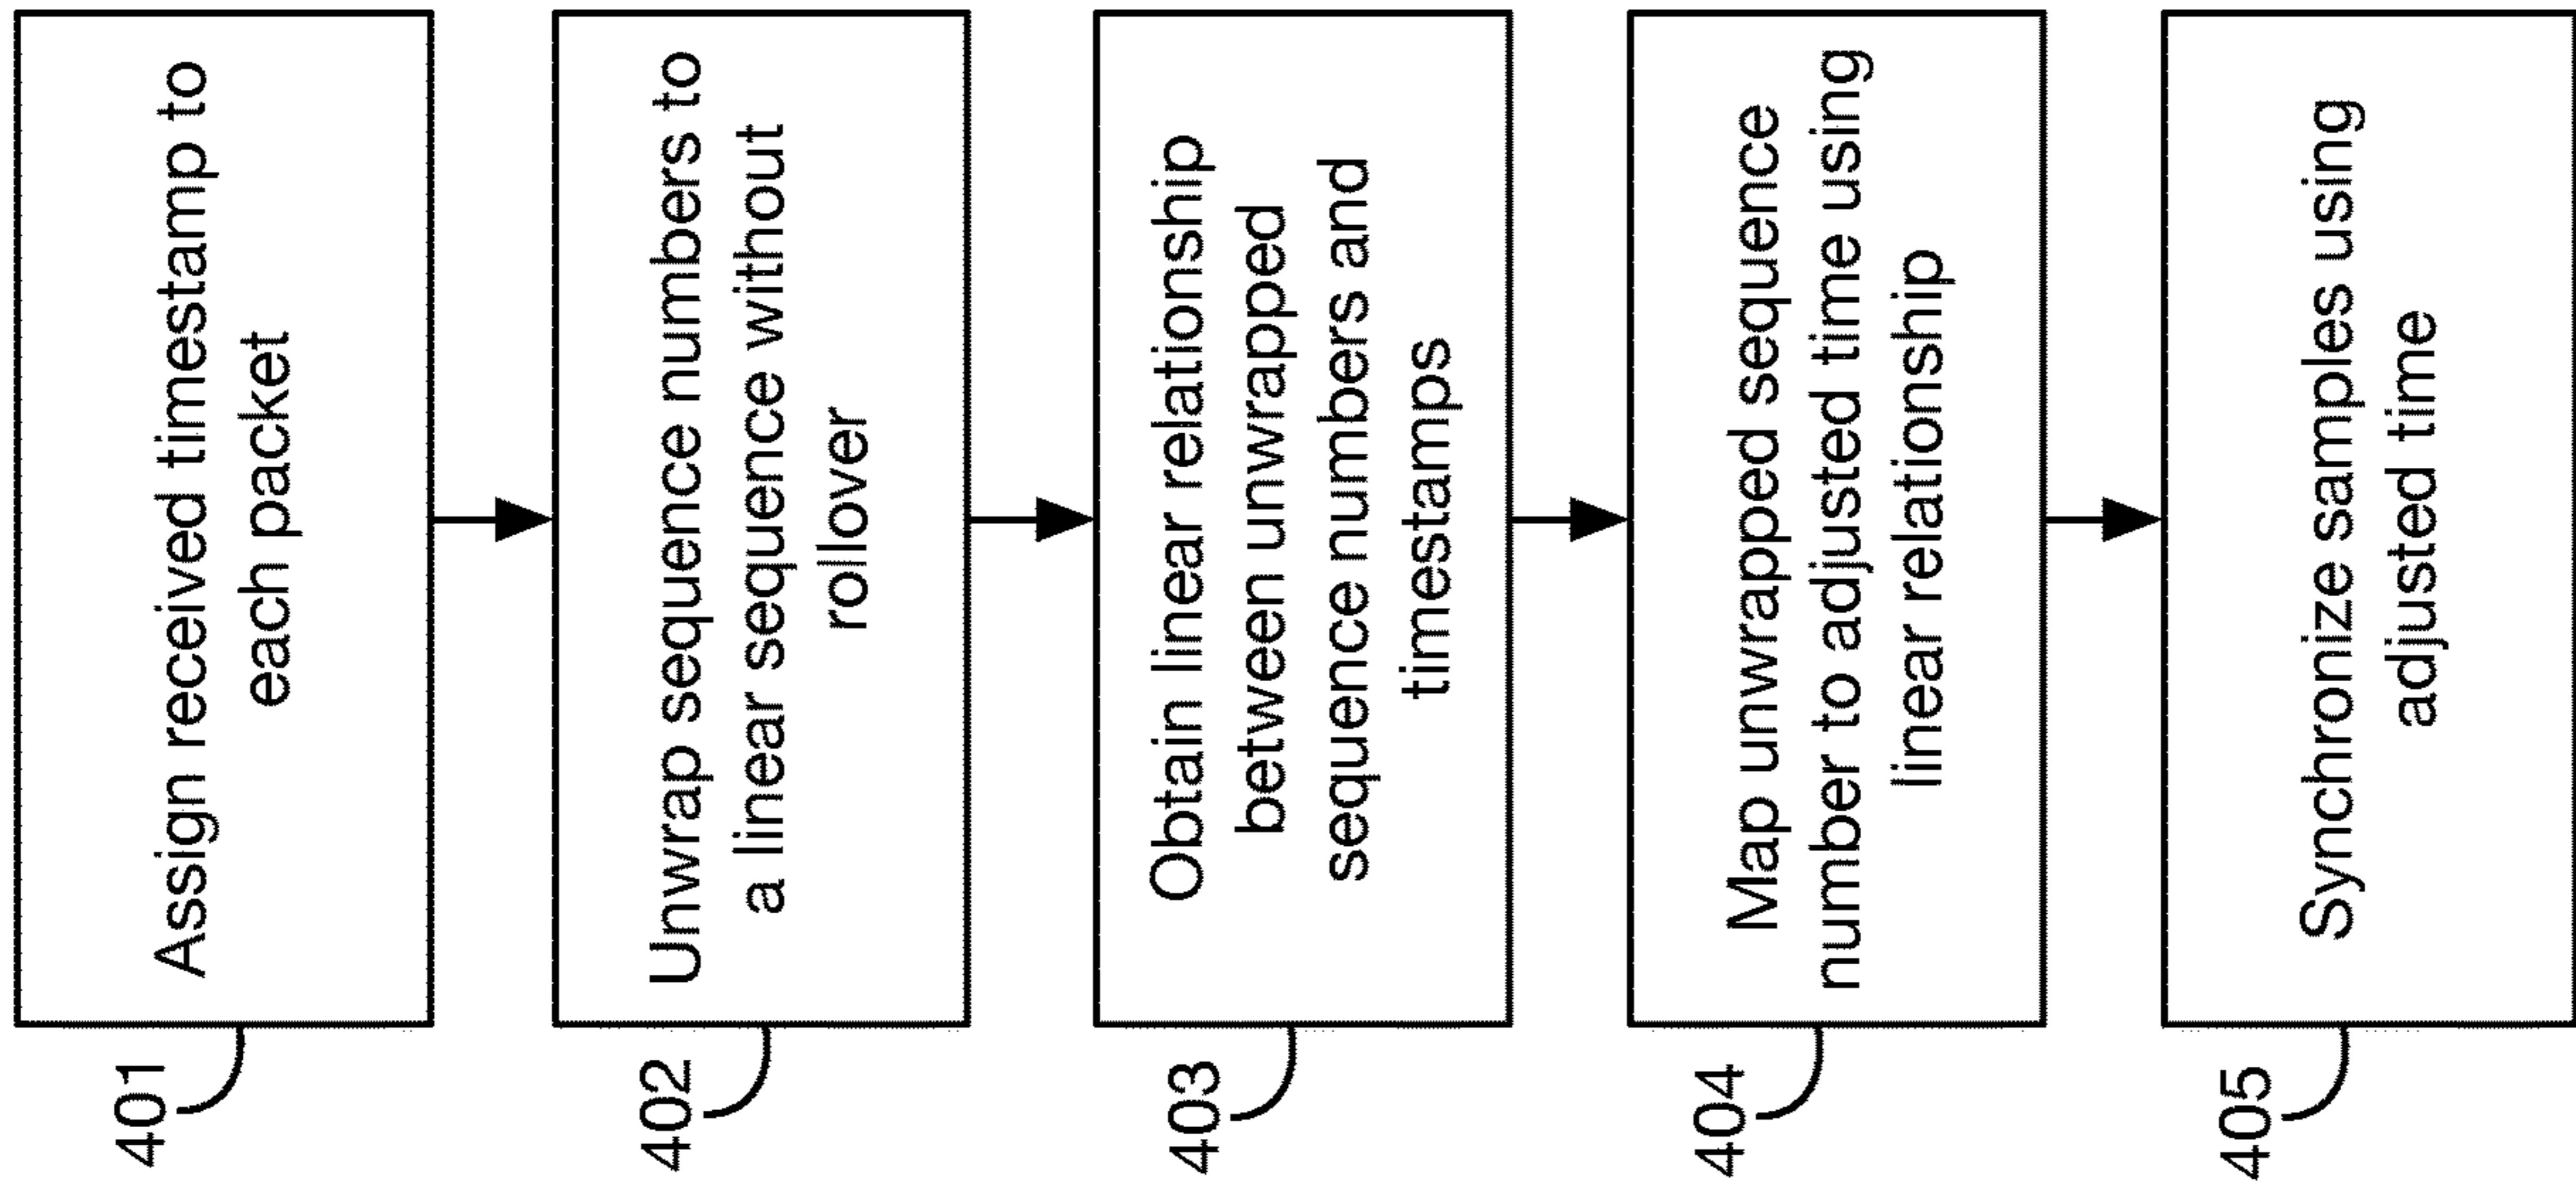 401
Assign received timestamp to
each packet
402
Unwrap sequence numbers to
a linear sequence without
rollover
403
Obtain linear relationship
between unwrapped
sequence numbers and
timestamps
404
Map unwrapped sequence
number to adjusted time using
linear relationship
405
Synchronize samples using
adjusted time